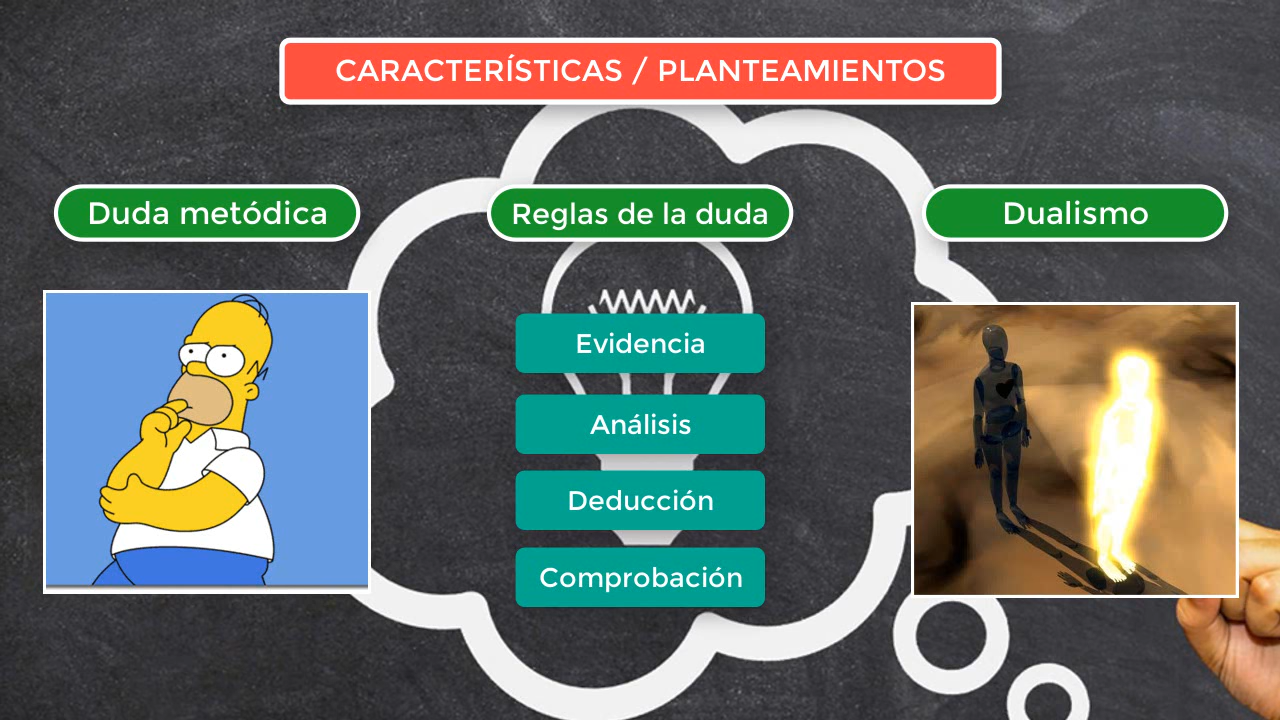 CARACTERÍSTICAS / PLANTEAMIENTOS
Duda metódica
Reglas de la duda
Dualismo
Evidencia
Análisis
Deducción
Comprobación